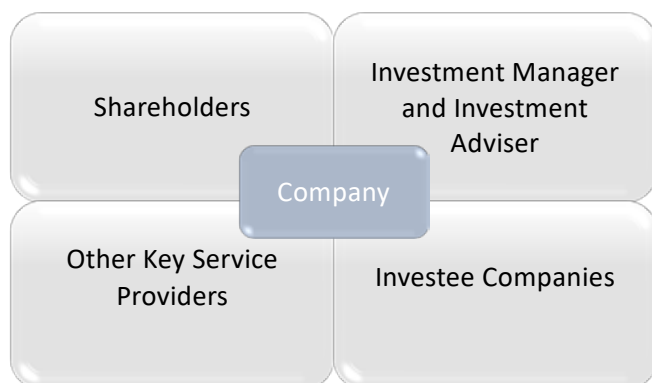 Shareholders
Investment Manager
and Investment
Adviser
Company
Other Key Service
Providers
Investee Companies